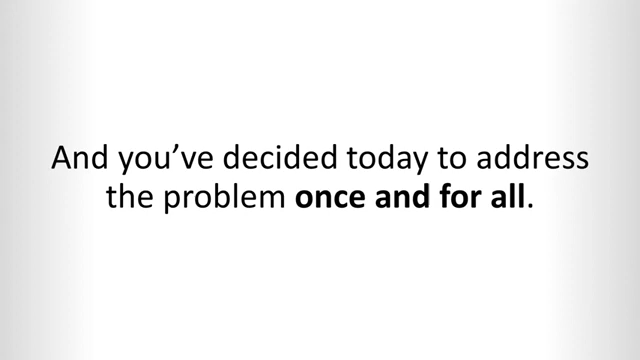 And you’ve decided today to address
the problem once and for all.